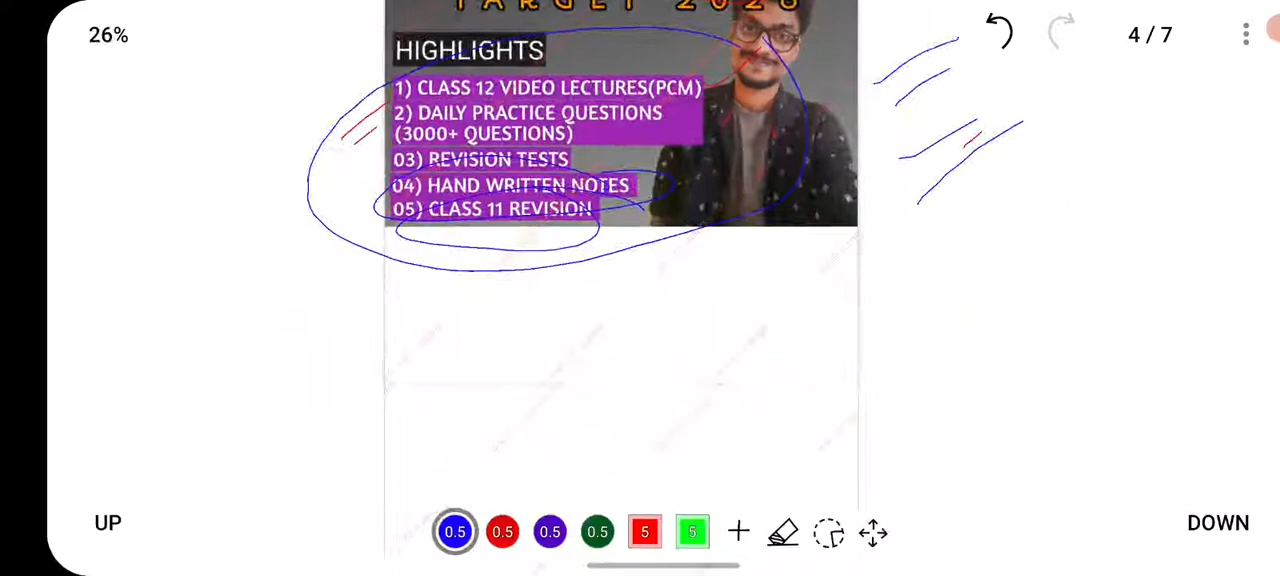 TARGET 2026
26%
4 / 7
HIGHLIGHTS
1) CLASS 12 VIDEO LECTURES(PCM)
2) DAILY PRACTICE QUESTIONS
(3000+ QUESTIONS)
03) REVISION TESTS
04) HAND WRITTEN NOTES
05) CLASS 11 REVISION
UP
DOWN
0.5
0.5
0.5
0.5
5
5